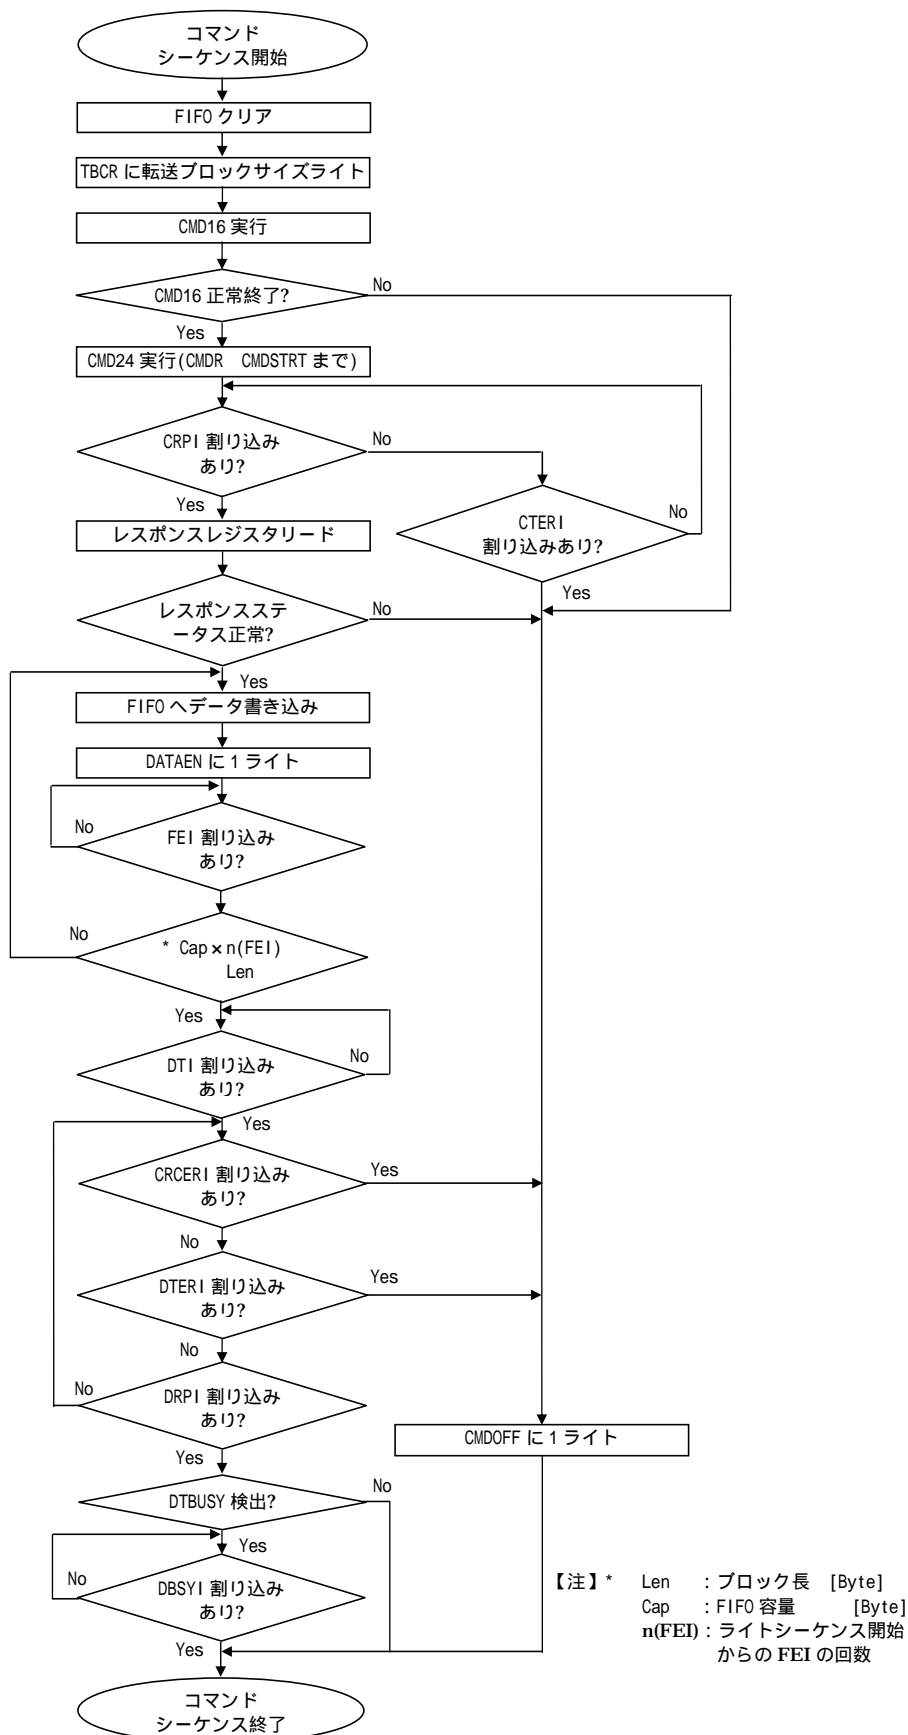 コマンド
シーケンス開始
FIFO クリア
TBCR に転送ブロックサイズライト
CMD16 実行
CMD16 正常終了?
No
Yes
CMD24 実行(CMDR CMDSTRT まで)
CRPI 割り込み
あり?
No
Yes
CTERI
割り込みあり?
No
Yes
レスポンスレジスタリード
レスポンスステ
ータス正常?
No
Yes
FIFO へデータ書き込み
DATAEN に 1 ライト
FEI 割り込み
あり?
No
* Cap×n(FEI)
Len
No
Yes
DTI 割り込み
あり?
No
Yes
CRCERI 割り込み
あり?
Yes
No
DTERI 割り込み
あり?
Yes
No
DRPI 割り込み
あり?
No
Yes
CMDOFF に 1 ライト
DTBUSY 検出?
No
Yes
DBSYI 割り込み
あり?
No
Yes
コマンド
シーケンス終了
【注】* Len : ブロック長 [Byte]
Cap : FIFO 容量 [Byte]
n(FEI) : ライトシーケンス開始
からの FEI の回数